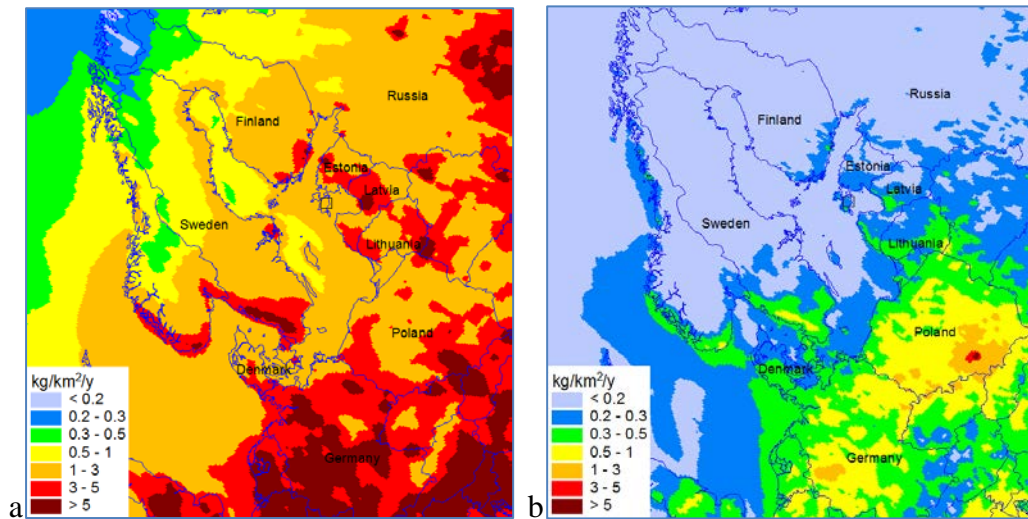 Russia
Finland
Estonia
Latvia
Sweden
Lithuania
Poland
Denmark
Germany
kg/km²/y
< 0.2
0.2 - 0.3
0.3 - 0.5
0.5 - 1
1 - 3
3 - 5
> 5
a
Russia
Finland
Estonia
Latvia
Sweden
Lithuania
Poland
Denmark
Germany
kg/km²/y
< 0.2
0.2 - 0.3
0.3 - 0.5
0.5 - 1
1 - 3
3 - 5
> 5
b